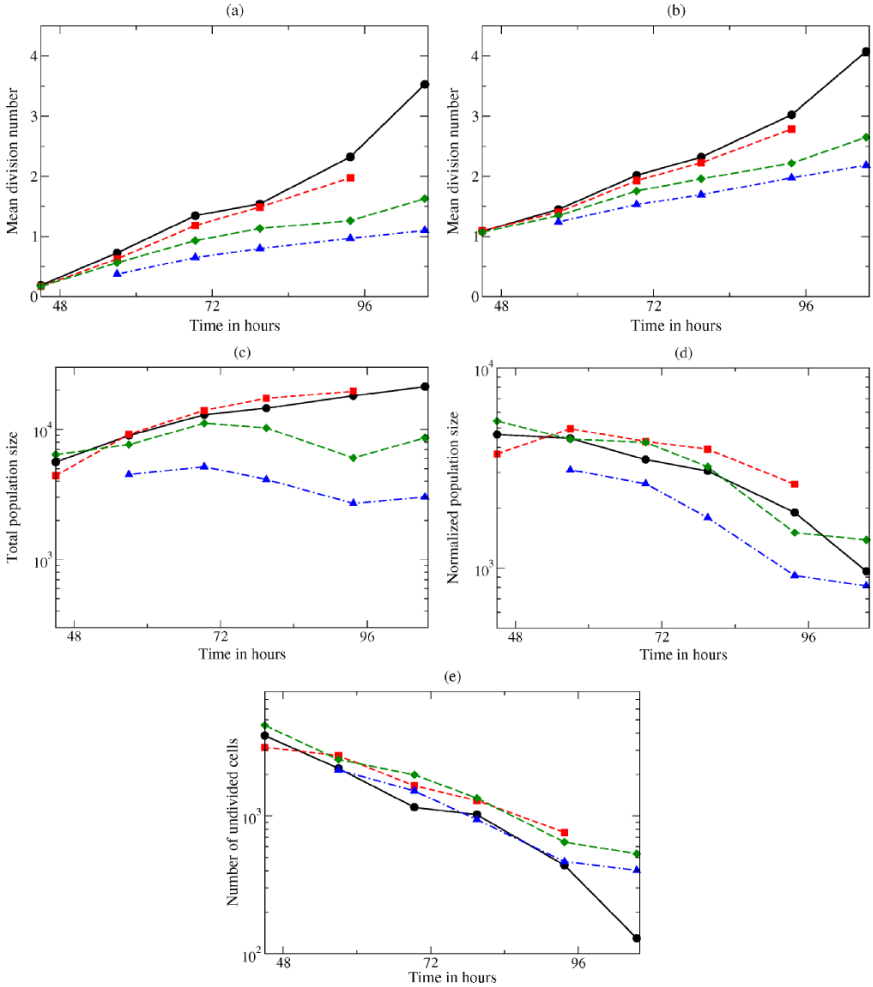 (a)
Mean division number
4
3
2
1
0
48 72 96
Time in hours
(b)
Mean division number
4
3
2
1
0
48 72 96
Time in hours
(c)
Total population size
10^4
10^3
48 72 96
Time in hours
(d)
Normalized population size
10^4
10^3
48 72 96
Time in hours
(e)
Number of undivided cells
10^3
10^2
48 72 96
Time in hours